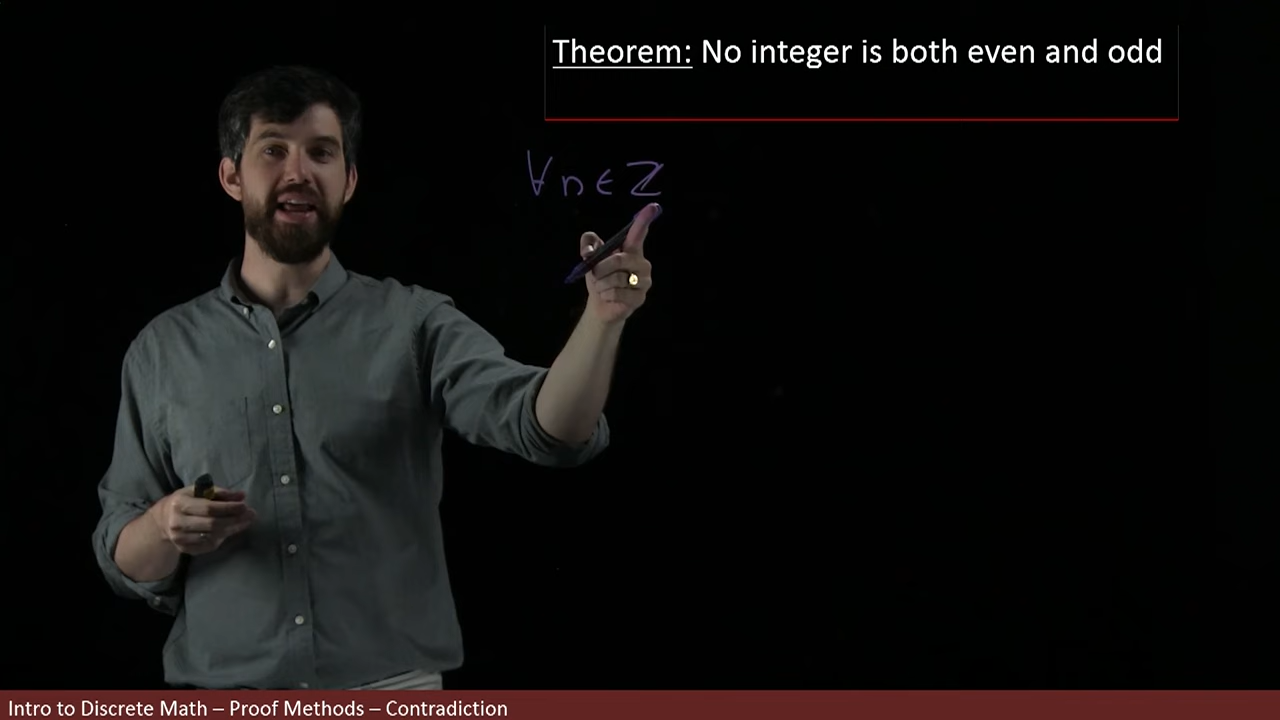 Theorem: No integer is both even and odd
∀ n ∈ ℤ
Intro to Discrete Math – Proof Methods – Contradiction